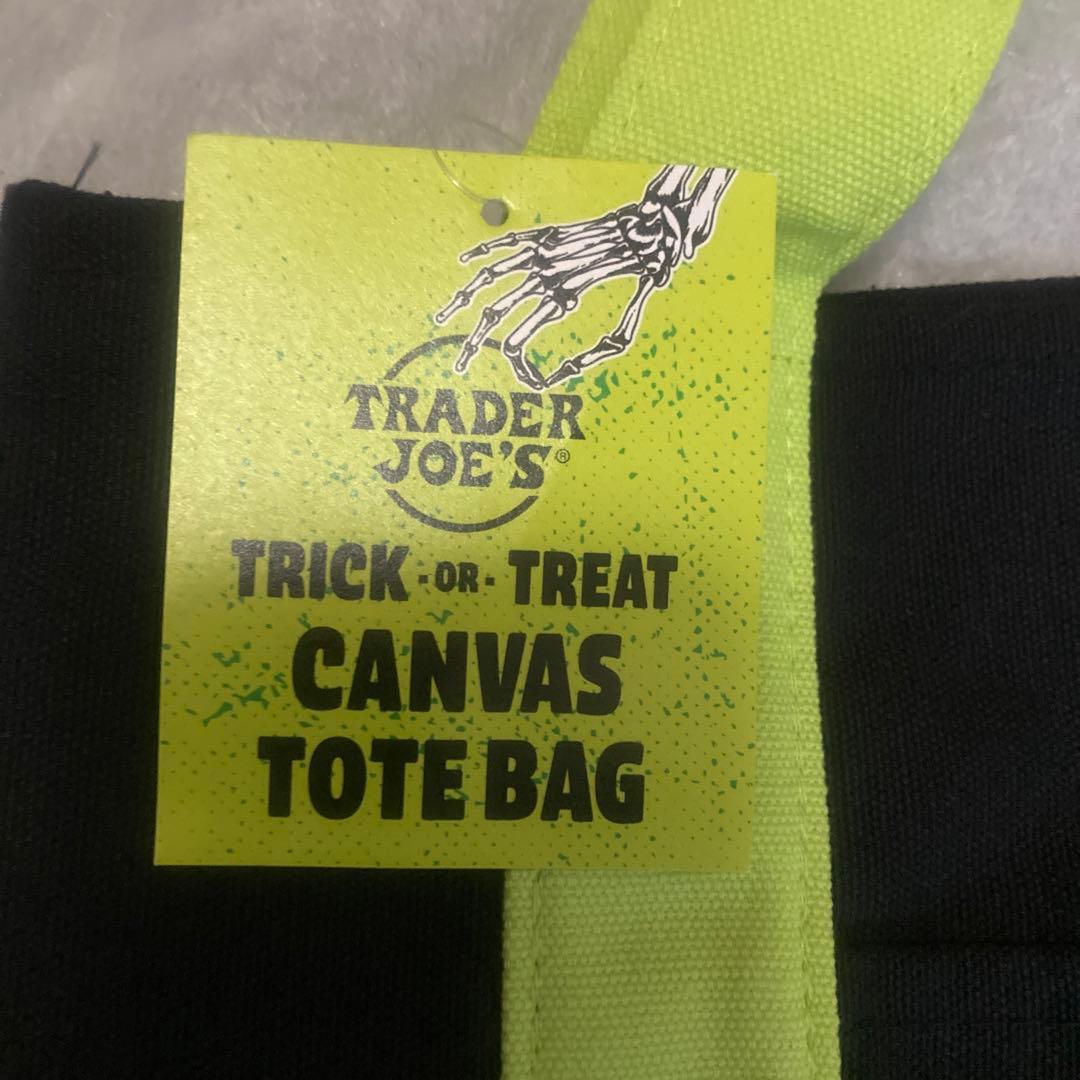 TRADER
JOE'S®
TRICK -OR- TREAT
CANVAS
TOTE BAG